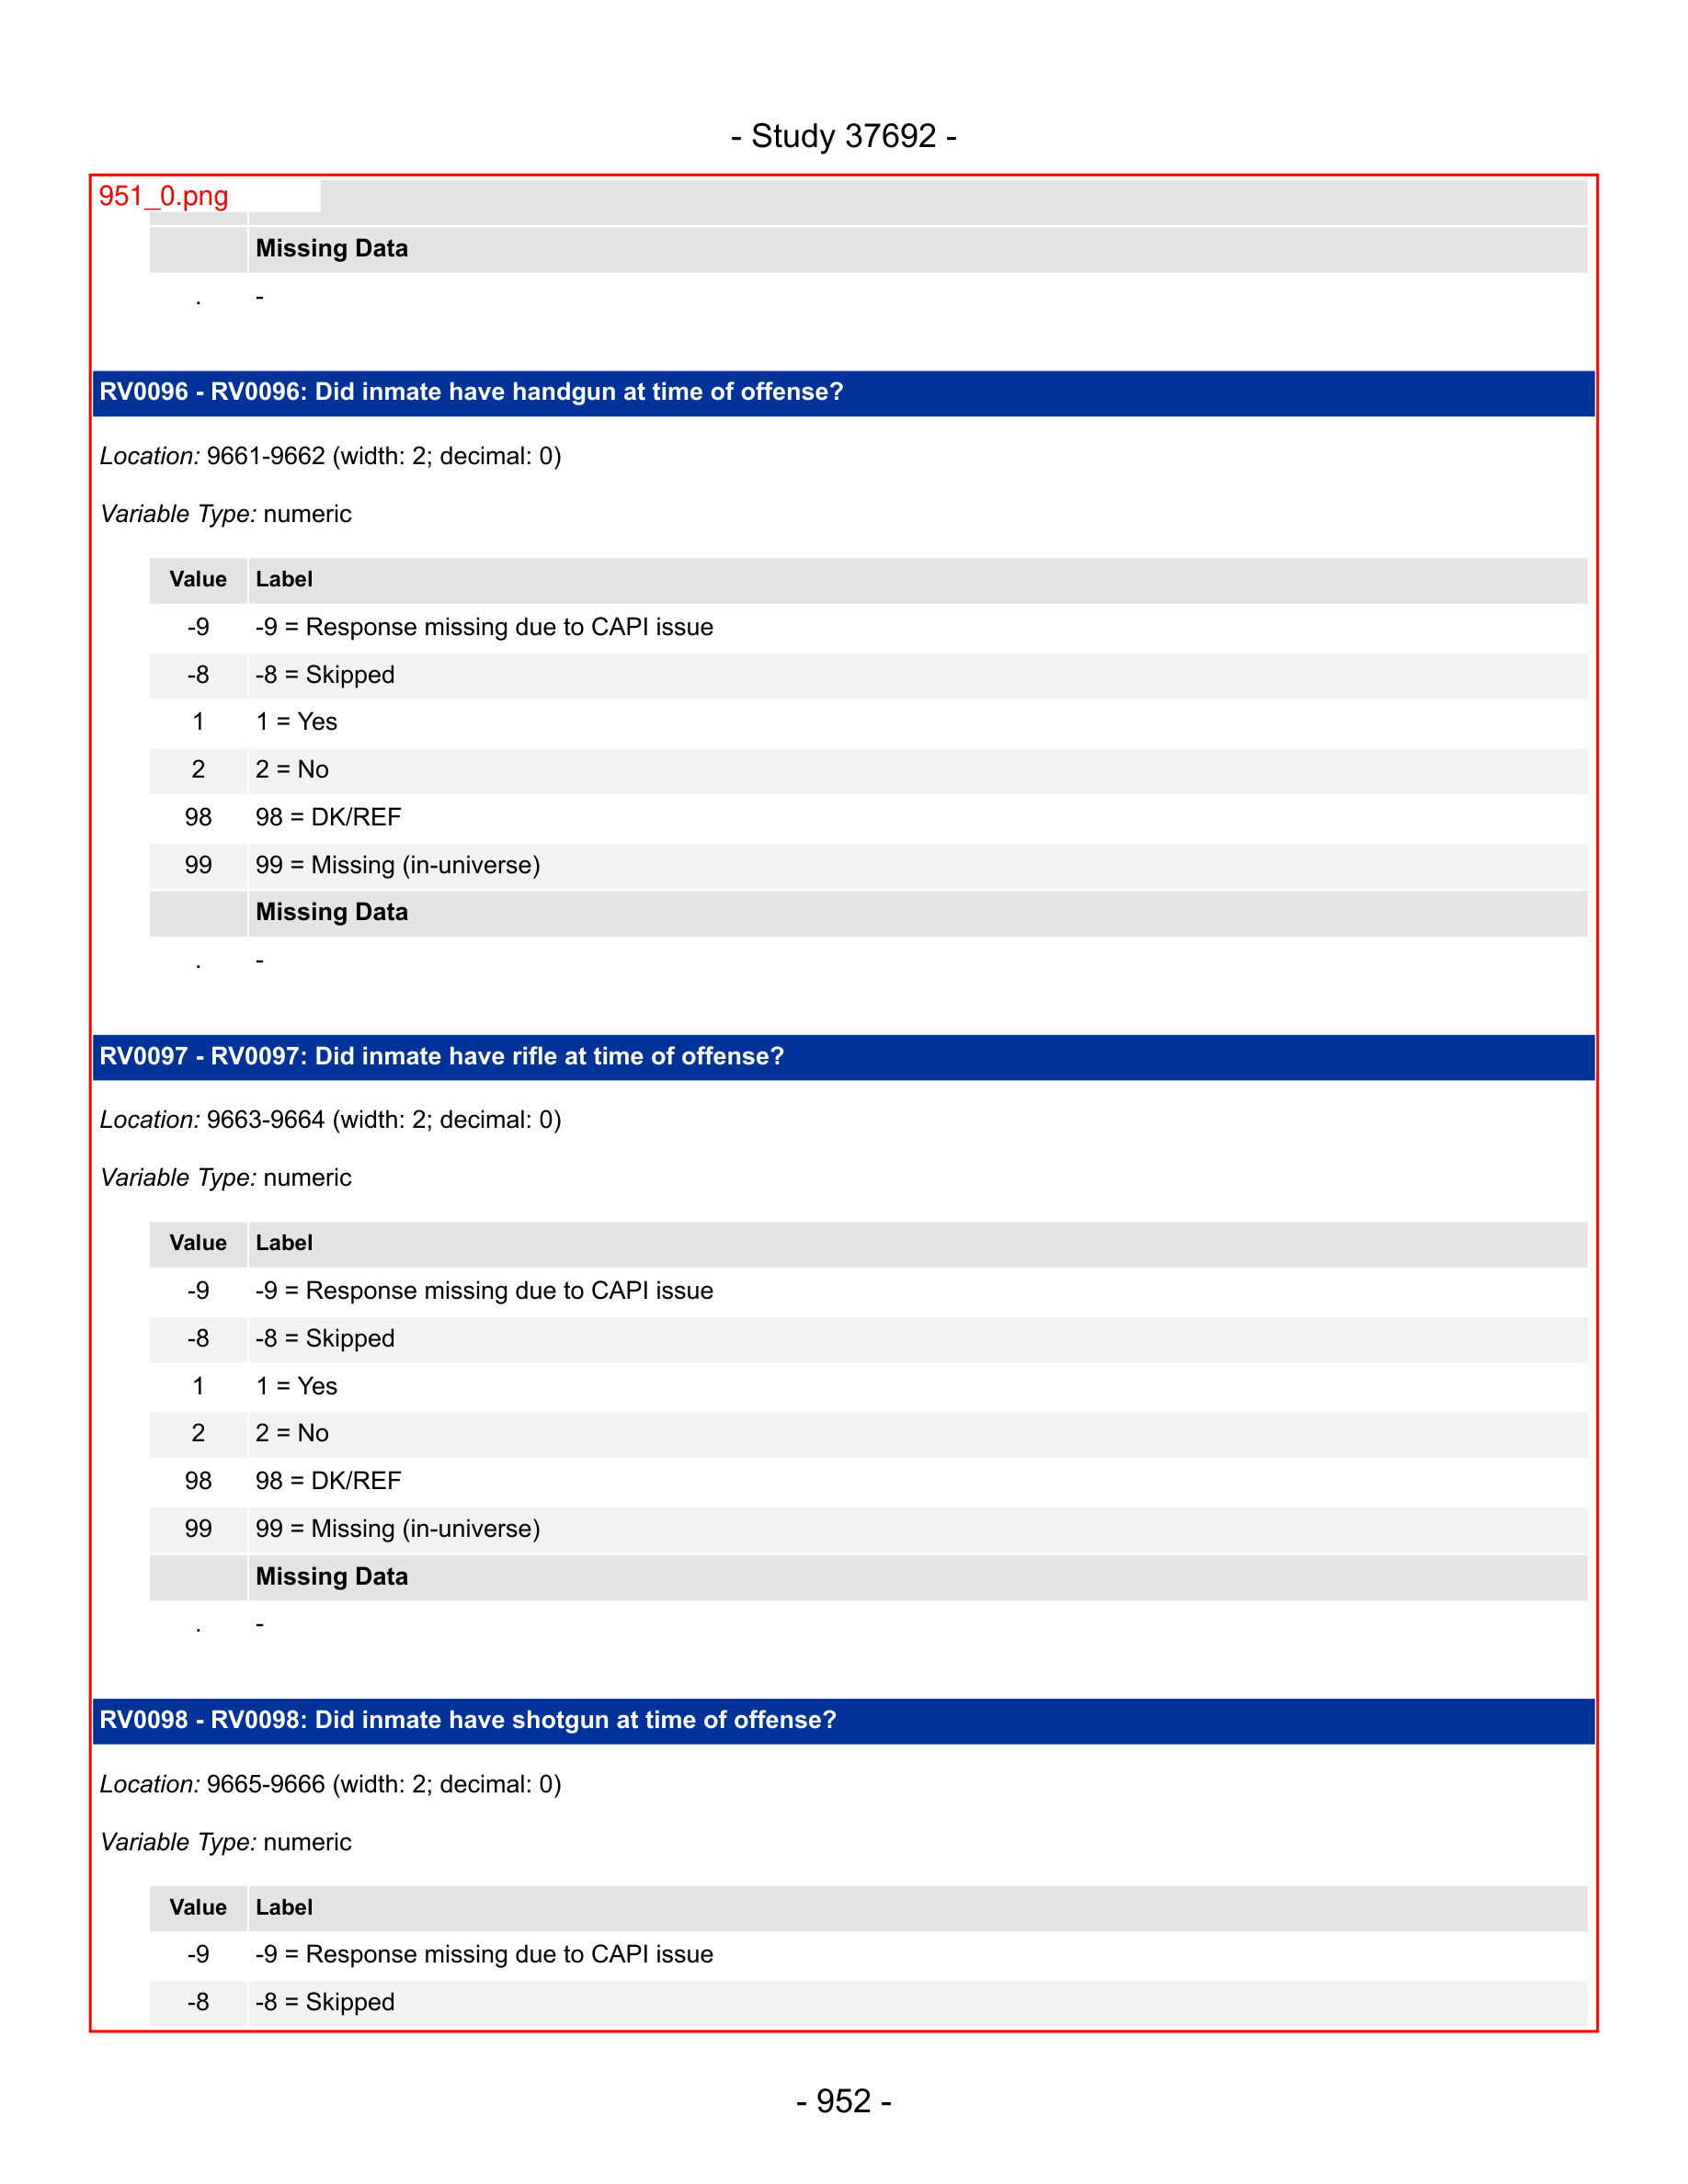 - Study 37692 -
951_0.png
Missing Data
. -
RV0096 - RV0096: Did inmate have handgun at time of offense?
Location: 9661-9662 (width: 2; decimal: 0)
Variable Type: numeric
Value Label
-9 -9 = Response missing due to CAPI issue
-8 -8 = Skipped
1 1 = Yes
2 2 = No
98 98 = DK/REF
99 99 = Missing (in-universe)
Missing Data
. -
RV0097 - RV0097: Did inmate have rifle at time of offense?
Location: 9663-9664 (width: 2; decimal: 0)
Variable Type: numeric
Value Label
-9 -9 = Response missing due to CAPI issue
-8 -8 = Skipped
1 1 = Yes
2 2 = No
98 98 = DK/REF
99 99 = Missing (in-universe)
Missing Data
. -
RV0098 - RV0098: Did inmate have shotgun at time of offense?
Location: 9665-9666 (width: 2; decimal: 0)
Variable Type: numeric
Value Label
-9 -9 = Response missing due to CAPI issue
-8 -8 = Skipped
- 952 -